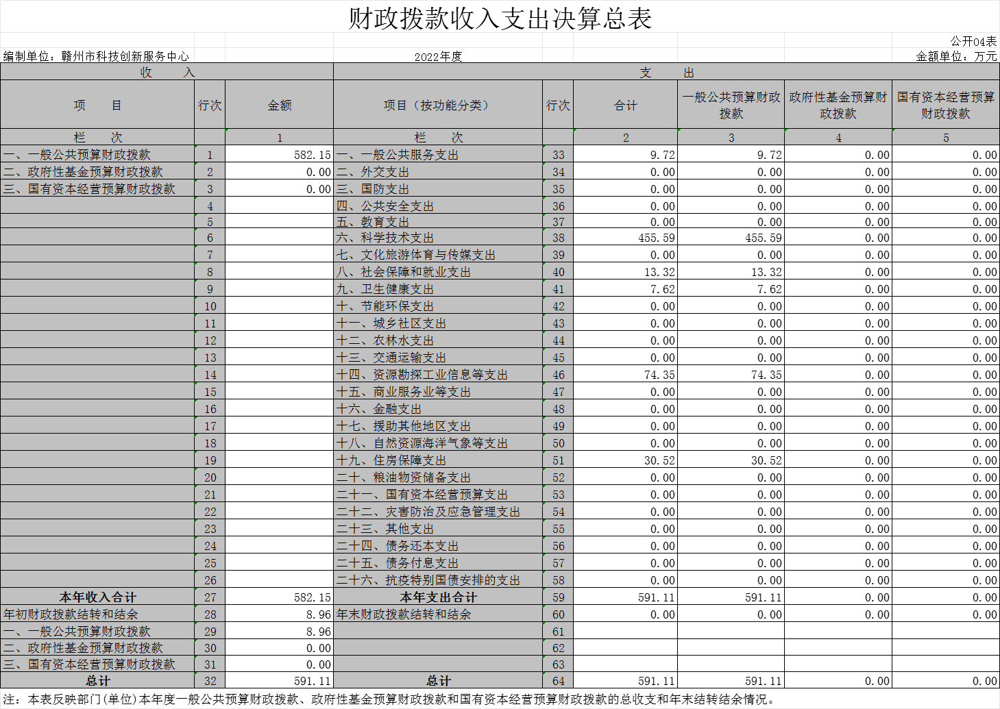 财政拨款收入支出决算总表
公开04表
编制单位：赣州市科技创新服务中心 2022年度 金额单位：万元
收 入 支 出
项 目 行次 金额 项目（按功能分类） 行次 合计 一般公共预算财政拨款 政府性基金预算财政拨款 国有资本经营预算财政拨款
栏 次 1 栏 次 2 3 4 5
一、一般公共预算财政拨款 1 582.15 一、一般公共服务支出 33 9.72 9.72 0.00 0.00
二、政府性基金预算财政拨款 2 0.00 二、外交支出 34 0.00 0.00 0.00 0.00
三、国有资本经营预算财政拨款 3 0.00 三、国防支出 35 0.00 0.00 0.00 0.00
4 四、公共安全支出 36 0.00 0.00 0.00 0.00
5 五、教育支出 37 0.00 0.00 0.00 0.00
6 六、科学技术支出 38 455.59 455.59 0.00 0.00
7 七、文化旅游体育与传媒支出 39 0.00 0.00 0.00 0.00
8 八、社会保障和就业支出 40 13.32 13.32 0.00 0.00
9 九、卫生健康支出 41 7.62 7.62 0.00 0.00
10 十、节能环保支出 42 0.00 0.00 0.00 0.00
11 十一、城乡社区支出 43 0.00 0.00 0.00 0.00
12 十二、农林水支出 44 0.00 0.00 0.00 0.00
13 十三、交通运输支出 45 0.00 0.00 0.00 0.00
14 十四、资源勘探工业信息等支出 46 74.35 74.35 0.00 0.00
15 十五、商业服务业等支出 47 0.00 0.00 0.00 0.00
16 十六、金融支出 48 0.00 0.00 0.00 0.00
17 十七、援助其他地区支出 49 0.00 0.00 0.00 0.00
18 十八、自然资源海洋气象等支出 50 0.00 0.00 0.00 0.00
19 十九、住房保障支出 51 30.52 30.52 0.00 0.00
20 二十、粮油物资储备支出 52 0.00 0.00 0.00 0.00
21 二十一、国有资本经营预算支出 53 0.00 0.00 0.00 0.00
22 二十二、灾害防治及应急管理支出 54 0.00 0.00 0.00 0.00
23 二十三、其他支出 55 0.00 0.00 0.00 0.00
24 二十四、债务还本支出 56 0.00 0.00 0.00 0.00
25 二十五、债务付息支出 57 0.00 0.00 0.00 0.00
26 二十六、抗疫特别国债安排的支出 58 0.00 0.00 0.00 0.00
本年收入合计 27 582.15 本年支出合计 59 591.11 591.11 0.00 0.00
年初财政拨款结转和结余 28 8.96 年末财政拨款结转和结余 60 0.00 0.00 0.00 0.00
一、一般公共预算财政拨款 29 8.96 61
二、政府性基金预算财政拨款 30 0.00 62
三、国有资本经营预算财政拨款 31 0.00 63
总计 32 591.11 总计 64 591.11 591.11 0.00 0.00
注：本表反映部门(单位)本年度一般公共预算财政拨款、政府性基金预算财政拨款和国有资本经营预算财政拨款的总收支和年末结转结余情况。